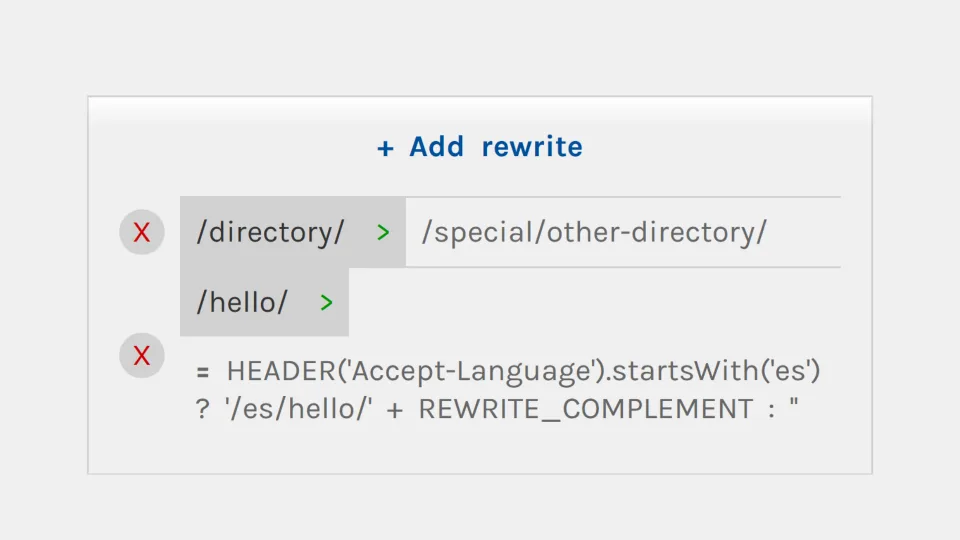 + Add rewrite
X /directory/ > /special/other-directory/
/hello/ >
X
= HEADER('Accept-Language').startsWith('es')
? '/es/hello/' + REWRITE_COMPLEMENT : ''